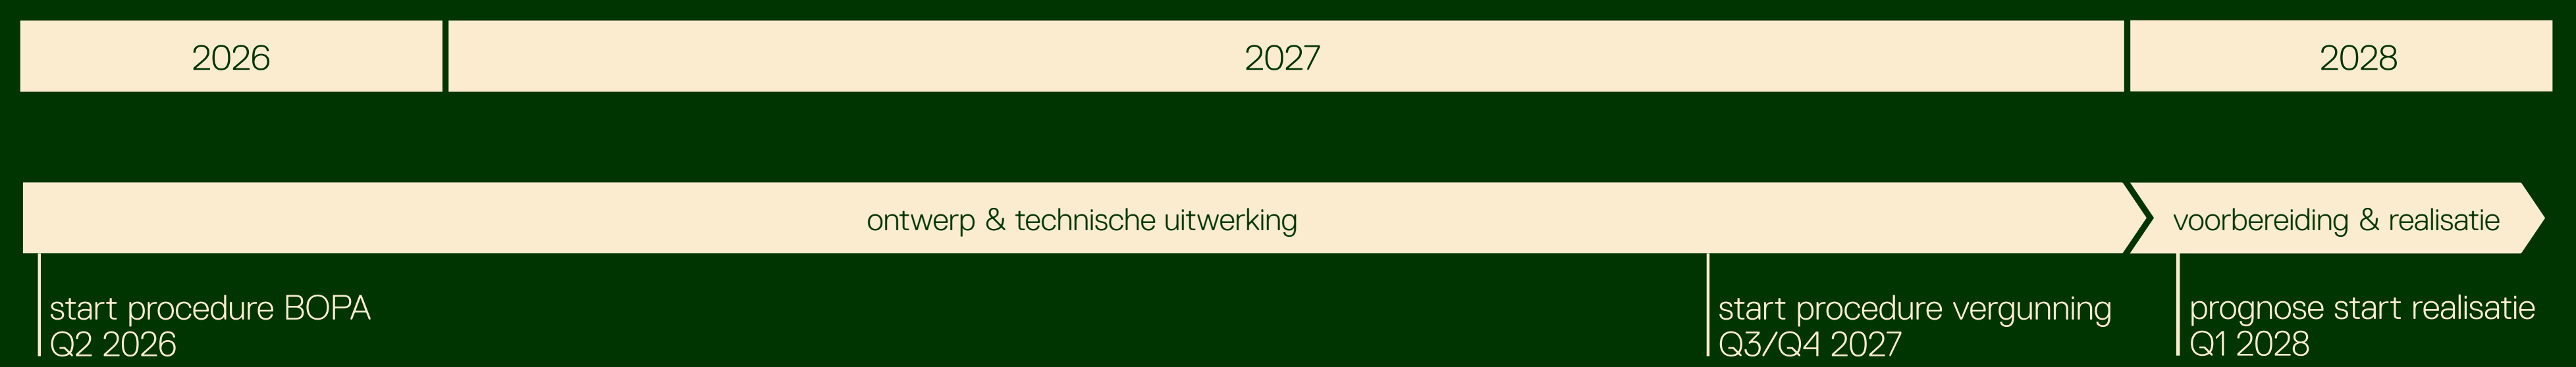 2026
2027
2028
ontwerp & technische uitwerking
voorbereiding & realisatie
start procedure BOPA
Q2 2026
start procedure vergunning
Q3/Q4 2027
prognose start realisatie
Q1 2028